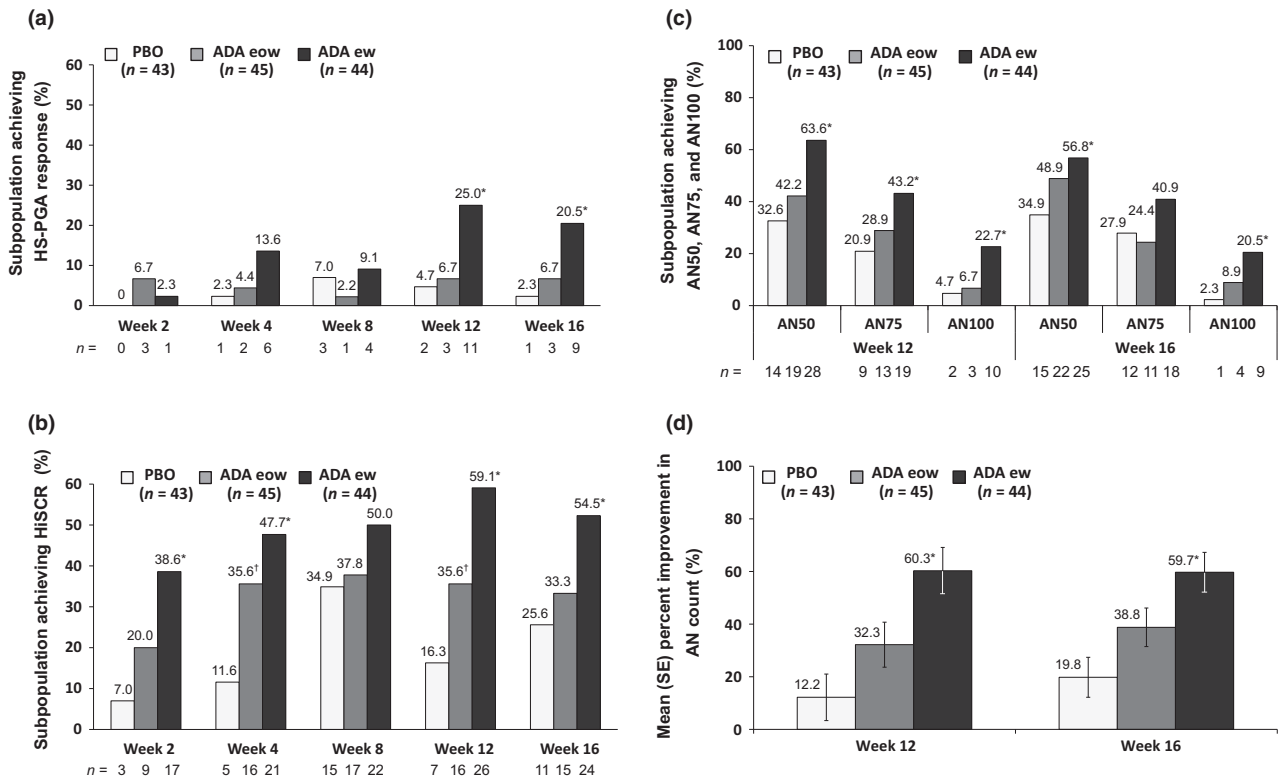 (a)
PBO
(n = 43)
ADA eow
(n = 45)
ADA ew
(n = 44)
Subpopulation achieving
HS-PGA response (%)
60
50
40
30
20
10
0
0 6.7 2.3
2.3 4.4 13.6
7.0 2.2 9.1
4.7 6.7 25.0*
2.3 6.7 20.5*
Week 2 Week 4 Week 8 Week 12 Week 16
n = 0 3 1 1 2 6 3 1 4 2 3 11 1 3 9
(b)
PBO
(n = 43)
ADA eow
(n = 45)
ADA ew
(n = 44)
Subpopulation achieving HiSCR (%)
60
50
40
30
20
10
0
7.0 20.0 38.6*
11.6 35.6† 47.7*
34.9 37.8 50.0
16.3 35.6† 59.1*
25.6 33.3 54.5*
Week 2 Week 4 Week 8 Week 12 Week 16
n = 3 9 17 5 16 21 15 17 22 7 16 26 11 15 24
(c)
PBO
(n = 43)
ADA eow
(n = 45)
ADA ew
(n = 44)
Subpopulation achieving
AN50, AN75, and AN100 (%)
100
80
60
40
20
0
32.6 42.2 63.6*
20.9 28.9 43.2*
4.7 6.7 22.7*
34.9 48.9 56.8*
27.9 24.4 40.9
2.3 8.9 20.5*
AN50 AN75 AN100 AN50 AN75 AN100
Week 12 Week 16
n = 14 19 28 9 13 19 2 3 10 15 22 25 12 11 18 1 4 9
(d)
PBO
(n = 43)
ADA eow
(n = 45)
ADA ew
(n = 44)
Mean (SE) percent improvement in
AN count (%)
100
80
60
40
20
0
12.2 32.3 60.3*
19.8 38.8 59.7*
Week 12 Week 16